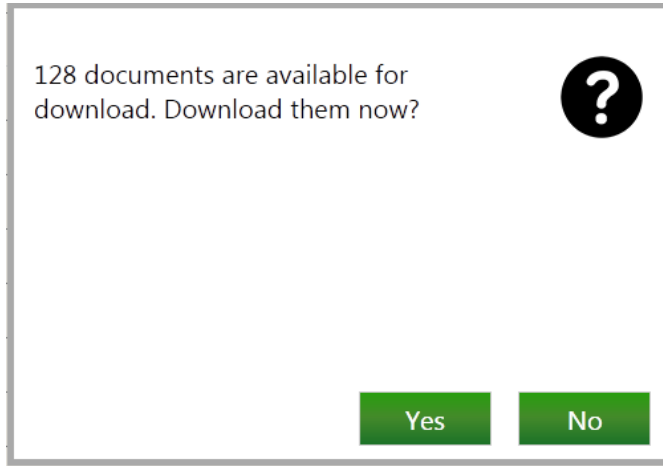 128 documents are available for
download. Download them now?
Yes
No